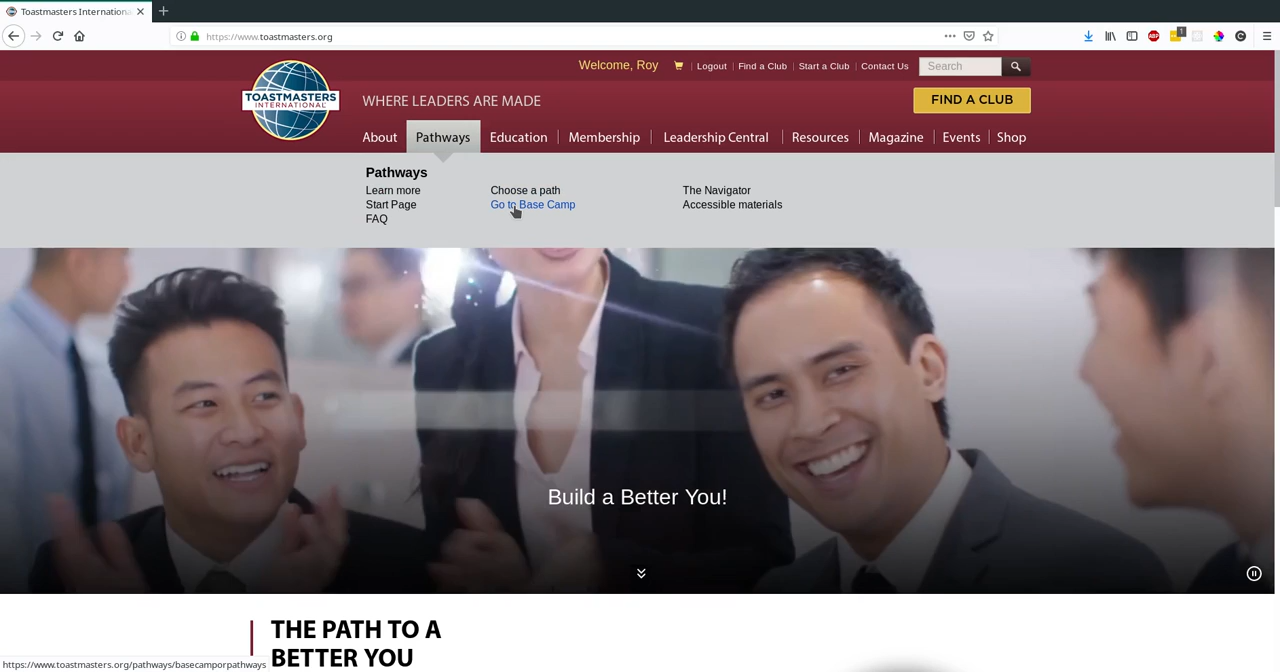 Toastmasters Internationa
https://www.toastmasters.org
1
ABP
C
Welcome, Roy
Logout
Find a Club
Start a Club
Contact Us
Search
TOASTMASTERS
INTERNATIONAL
WHERE LEADERS ARE MADE
FIND A CLUB
About
Pathways
Education
Membership
Leadership Central
Resources
Magazine
Events
Shop
Pathways
Learn more
Choose a path
The Navigator
Start Page
Go to Base Camp
Accessible materials
FAQ
Build a Better You!
THE PATH TO A
BETTER YOU
https://www.toastmasters.org/pathways/basecamporpathways